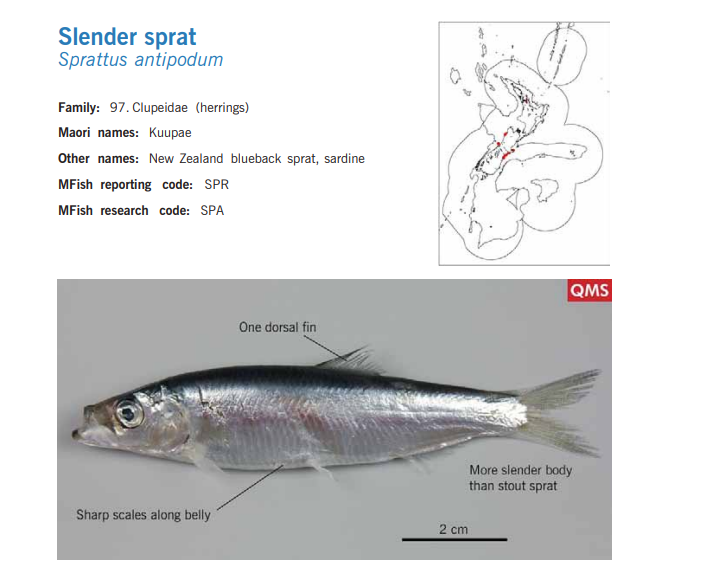 Slender sprat
Sprattus antipodum
Family: 97. Clupeidae (herrings)
Maori names: Kuupae
Other names: New Zealand blueback sprat, sardine
MFish reporting code: SPR
MFish research code: SPA
QMS
One dorsal fin
More slender body
than stout sprat
Sharp scales along belly
2 cm